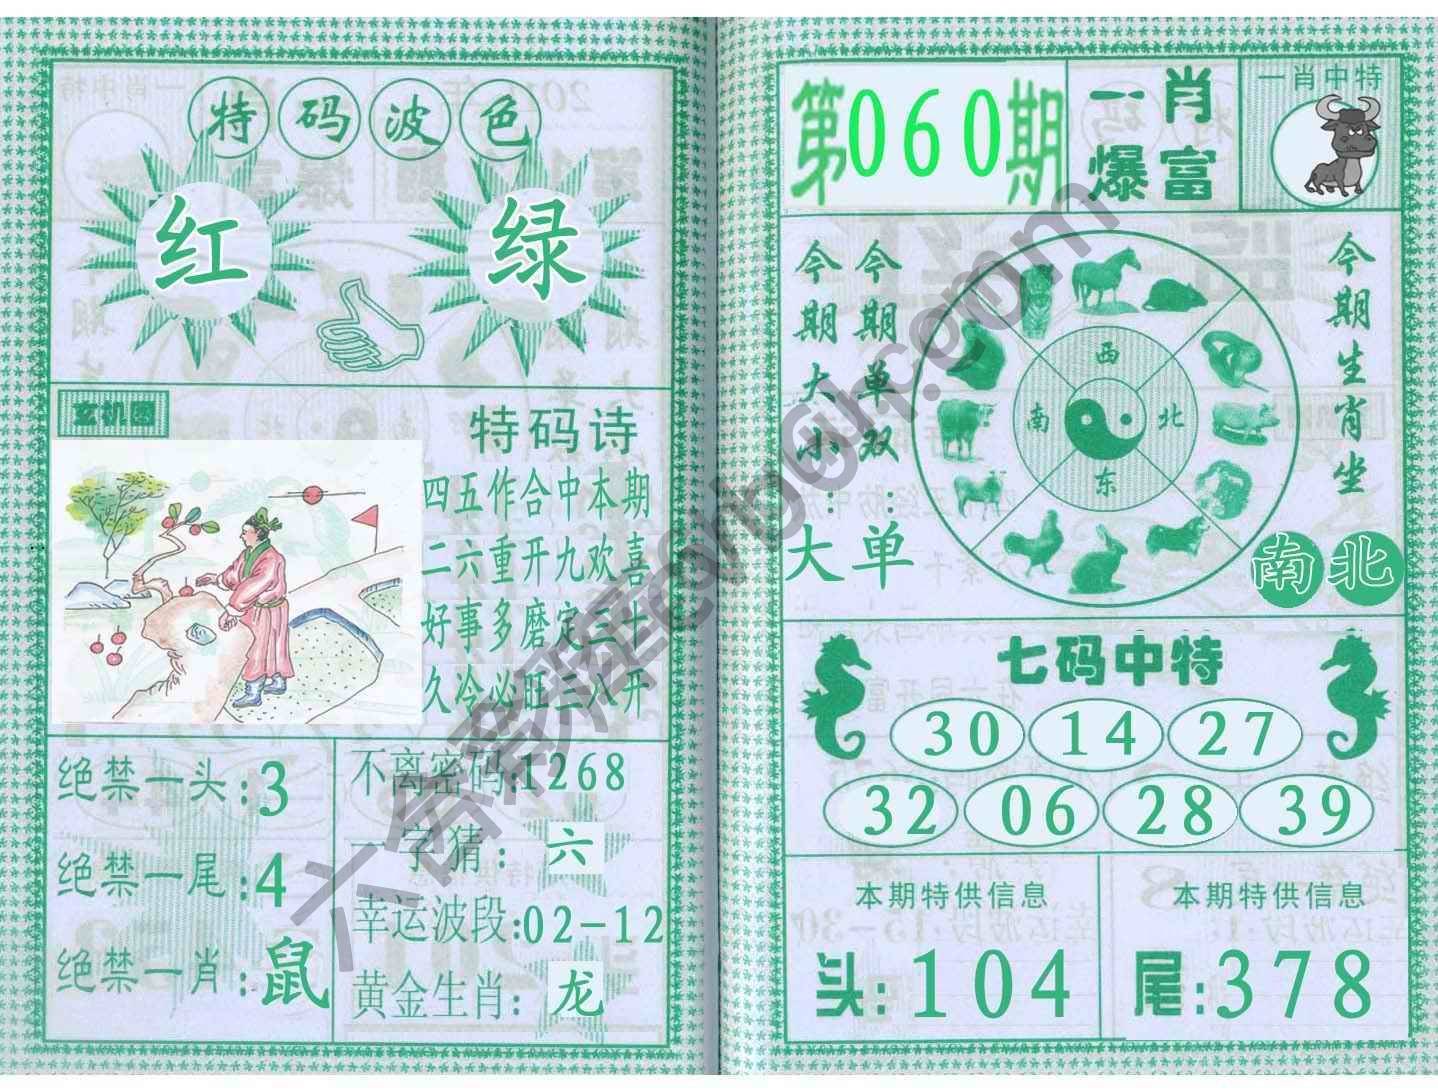 特码波色
红 绿
玄机图
特码诗
四五作合中本期
二六重开九欢喜
好事多磨定三十
久冷必旺三八开
绝禁一头:3
绝禁一尾:4
绝禁一肖:鼠
不离密码:1268
一字猜:六
幸运波段:02-12
黄金生肖:龙
第060期
一肖爆富
一肖中特
今期大小:大
今期单双:单
西
南
北
东
今期生肖坐
南北
七码中特
30 14 27
32 06 28 39
本期特供信息
头:104
本期特供信息
尾:378